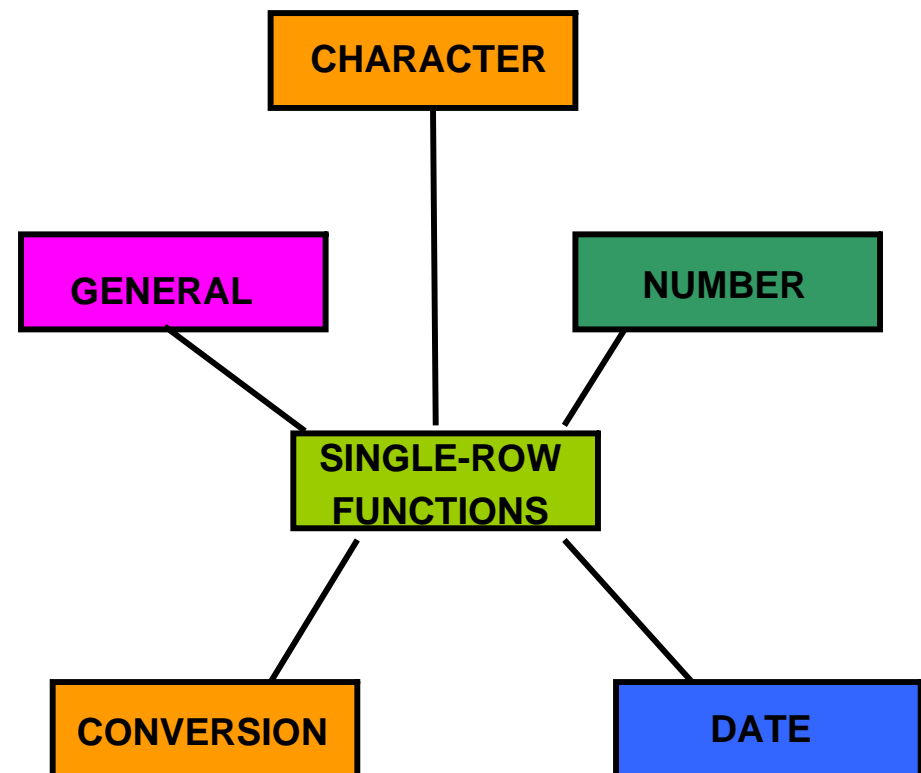 CHARACTER
GENERAL
NUMBER
SINGLE-ROW
FUNCTIONS
CONVERSION
DATE